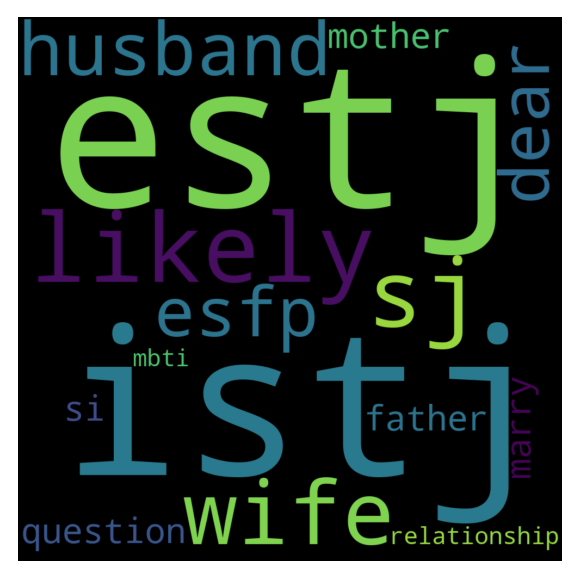 husband
mother
dear
estj
likely
sj
esfp
mbti
istj
si
father
marry
question
wife
relationship